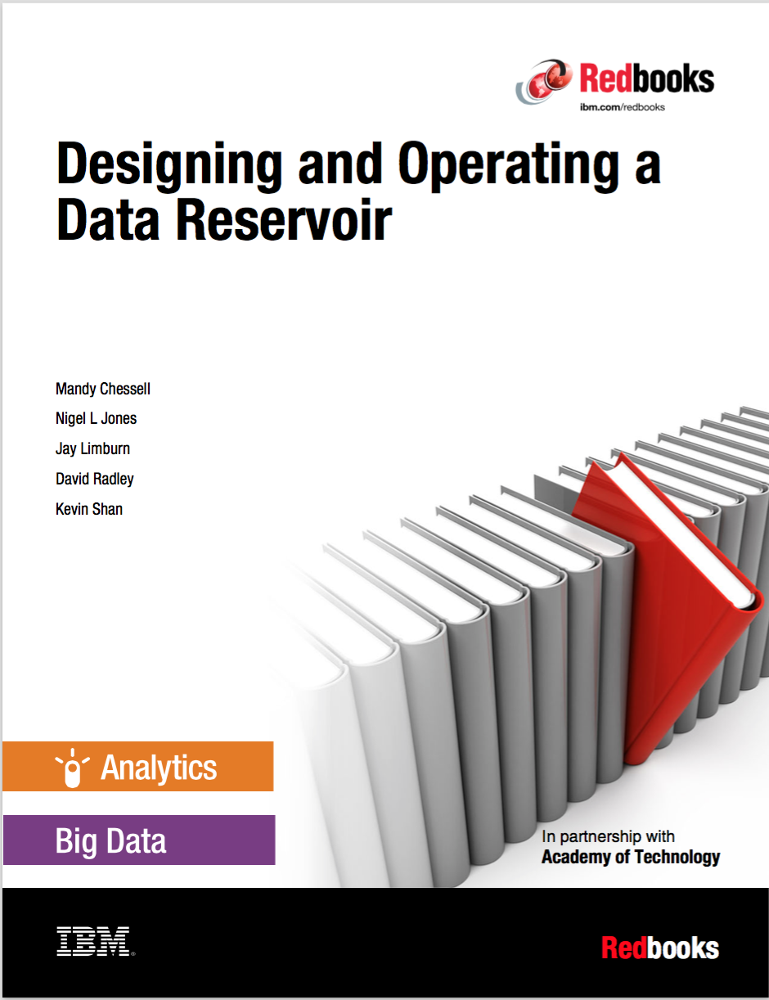 Redbooks
ibm.com/redbooks
Designing and Operating a
Data Reservoir
Mandy Chessell
Nigel L Jones
Jay Limburn
David Radley
Kevin Shan
Analytics
Big Data
In partnership with
Academy of Technology
IBM®
Redbooks